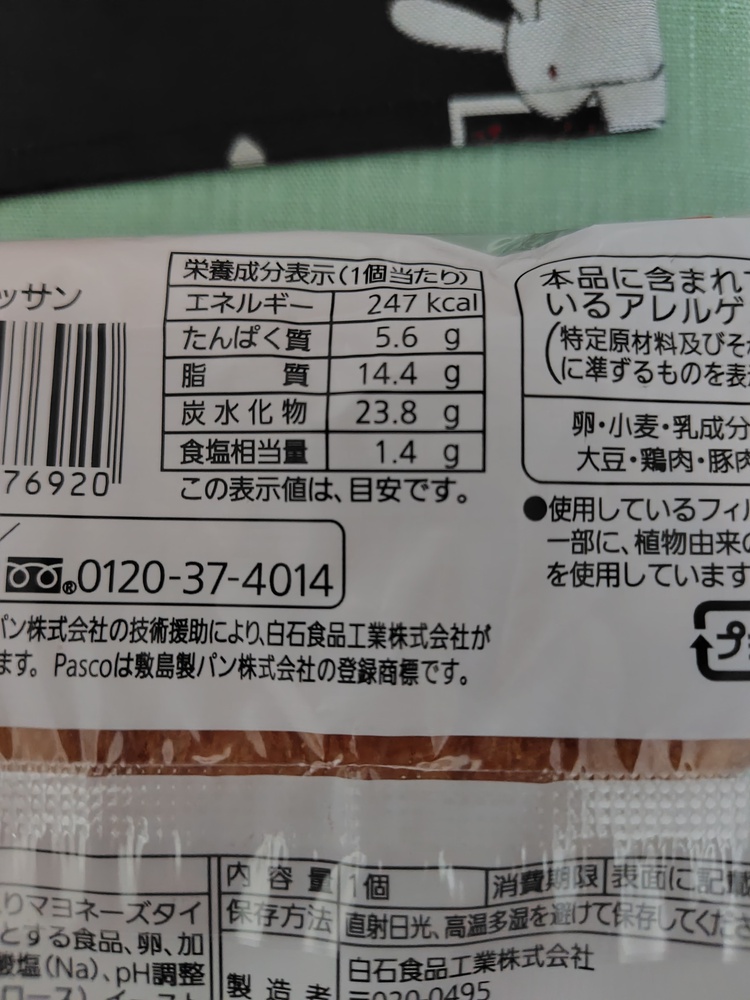 ッサン
76920
栄養成分表示(1個当たり)
エネルギー 247 kcal
たんぱく質 5.6 g
脂質 14.4 g
炭水化物 23.8 g
食塩相当量 1.4 g
この表示値は、目安です。
本品に含まれて
いるアレルゲ
(特定原材料及びそ
に準ずるものを表
卵・小麦・乳成分
大豆・鶏肉・豚肉
●使用しているフィル
一部に、植物由来の
を使用しています
®0120-37-4014
パン株式会社の技術援助により、白石食品工業株式会社が
ます。Pascoは敷島製パン株式会社の登録商標です。
プ
りマヨネーズタイ
とする食品、卵、加
酸塩(Na)、pH調整
内容量 1個 消費期限 表面に記載
保存方法 直射日光、高温多湿を避けて保存してくださ
製造者 白石食品工業株式会社
〒020-0495